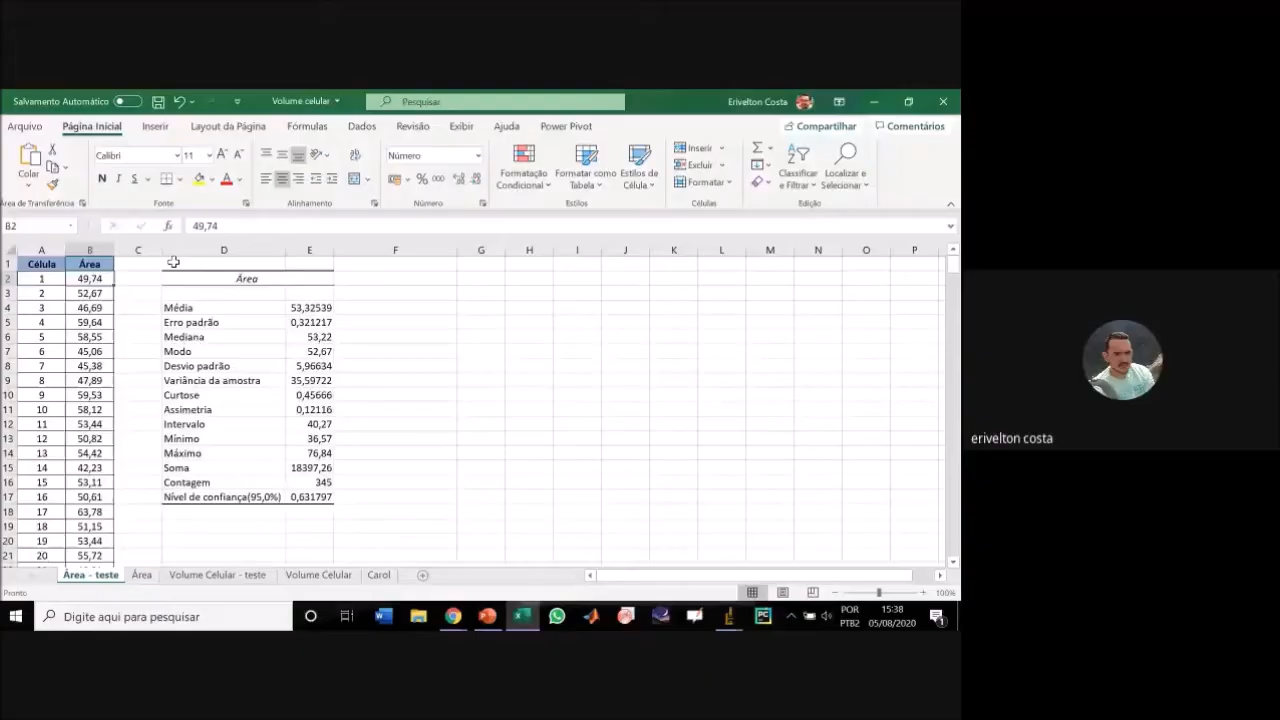 Salvamento Automático
Volume celular
Pesquisar
Erivelton Costa
Arquivo Página Inicial Inserir Layout da Página Fórmulas Dados Revisão Exibir Ajuda Power Pivot Compartilhar Comentários
Colar
Calibri 11
N I S
Número
% 000
Formatação Condicional
Formatar como Tabela
Estilos de Célula
Inserir
Excluir
Formatar
Classificar e Filtrar
Localizar e Selecionar
Área de Transferência Fonte Alinhamento Número Estilos Células Edição
B2 fx 49,74
A B C D E F G H I J K L M N O P
1 Célula Área
2 1 49,74 Área
3 2 52,67
4 3 46,69 Média 53,32539
5 4 59,64 Erro padrão 0,321217
6 5 58,55 Mediana 53,22
7 6 45,06 Modo 52,67
8 7 45,38 Desvio padrão 5,96634
9 8 47,89 Variância da amostra 35,59722
10 9 59,53 Curtose 0,45666
11 10 58,12 Assimetria 0,12116
12 11 53,44 Intervalo 40,27
13 12 50,82 Mínimo 36,57
14 13 54,42 Máximo 76,84
15 14 42,23 Soma 18397,26
16 15 53,11 Contagem 345
17 16 50,61 Nível de confiança(95,0%) 0,631797
18 17 63,78
19 18 51,15
20 19 53,44
21 20 55,72
Área - teste Área Volume Celular - teste Volume Celular Carol
Pronto 100%
Digite aqui para pesquisar
POR
PTB2
15:38
05/08/2020
erivelton costa